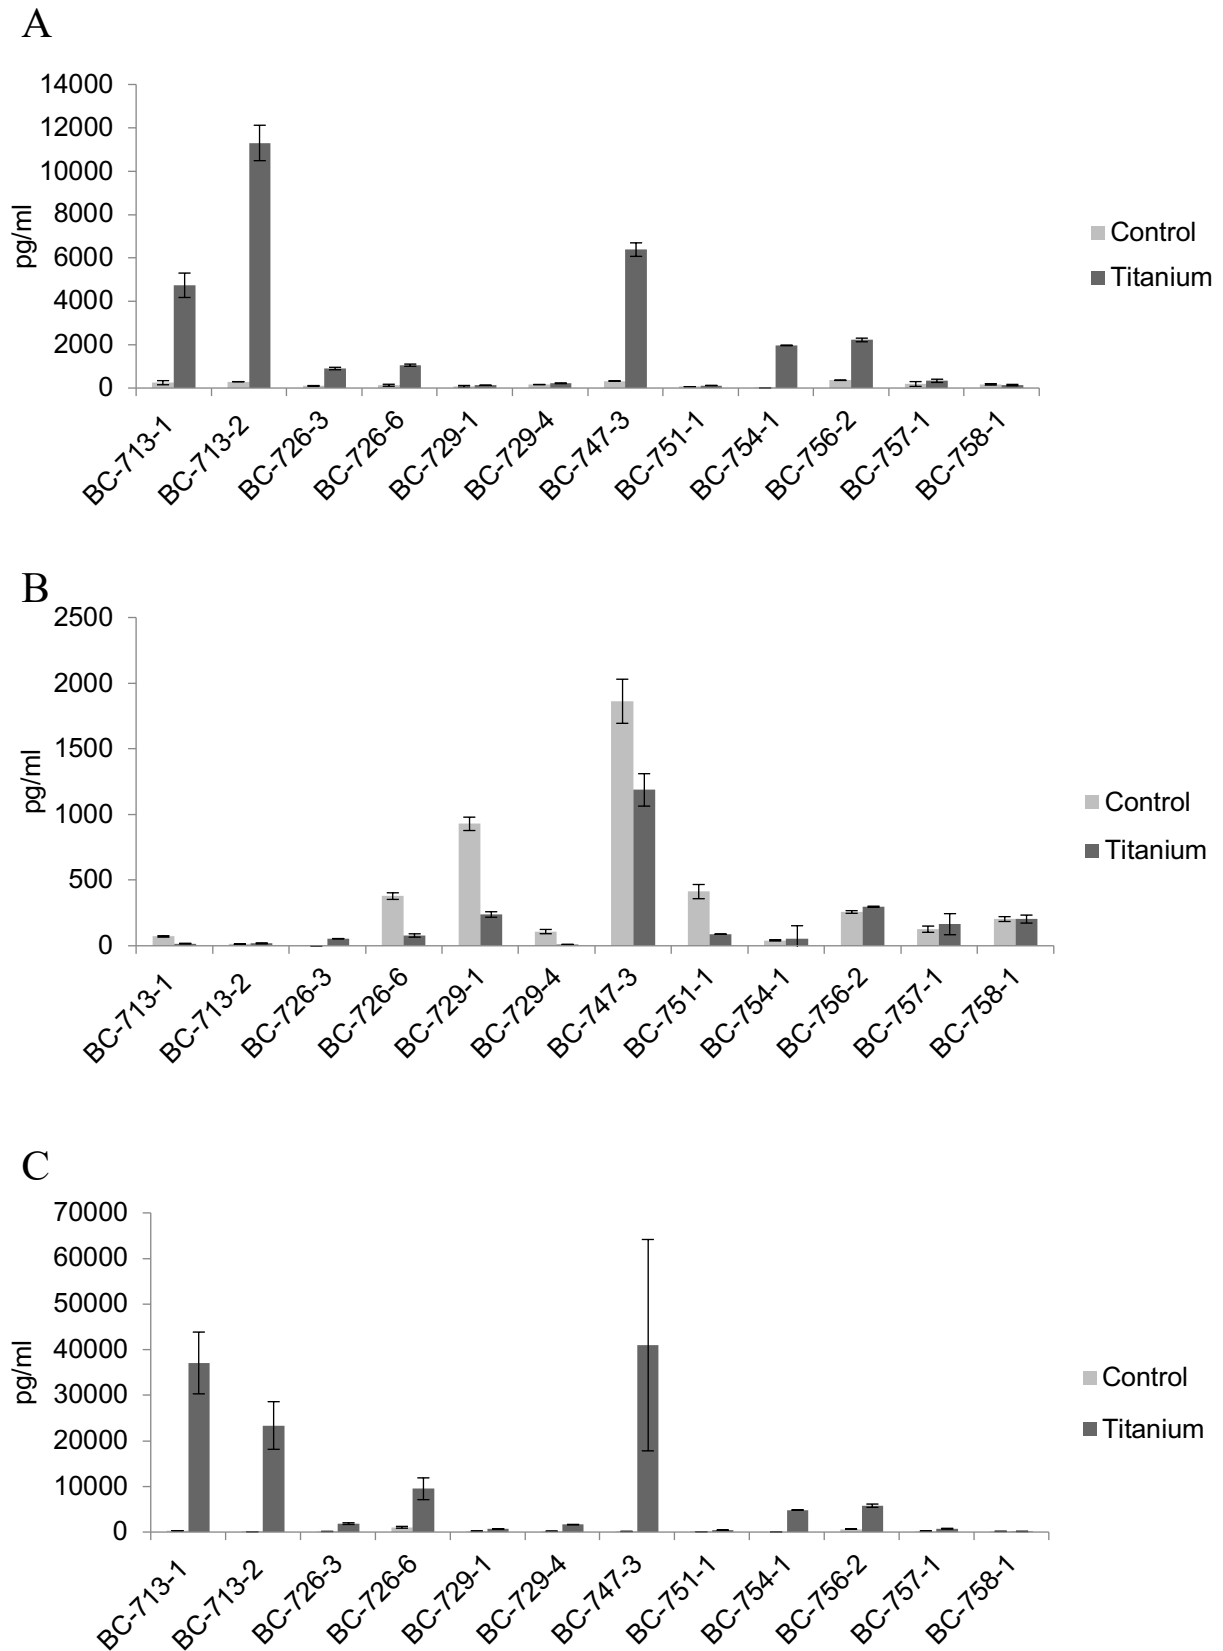 A
14000
12000
10000
8000
6000
4000
2000
0
pg/ml
Control
Titanium
BC-713-1 BC-713-2 BC-726-3 BC-726-6 BC-729-1 BC-729-4 BC-747-3 BC-751-1 BC-754-1 BC-756-2 BC-757-1 BC-758-1
B
2500
2000
1500
1000
500
0
pg/ml
Control
Titanium
BC-713-1 BC-713-2 BC-726-3 BC-726-6 BC-729-1 BC-729-4 BC-747-3 BC-751-1 BC-754-1 BC-756-2 BC-757-1 BC-758-1
C
70000
60000
50000
40000
30000
20000
10000
0
pg/ml
Control
Titanium
BC-713-1 BC-713-2 BC-726-3 BC-726-6 BC-729-1 BC-729-4 BC-747-3 BC-751-1 BC-754-1 BC-756-2 BC-757-1 BC-758-1